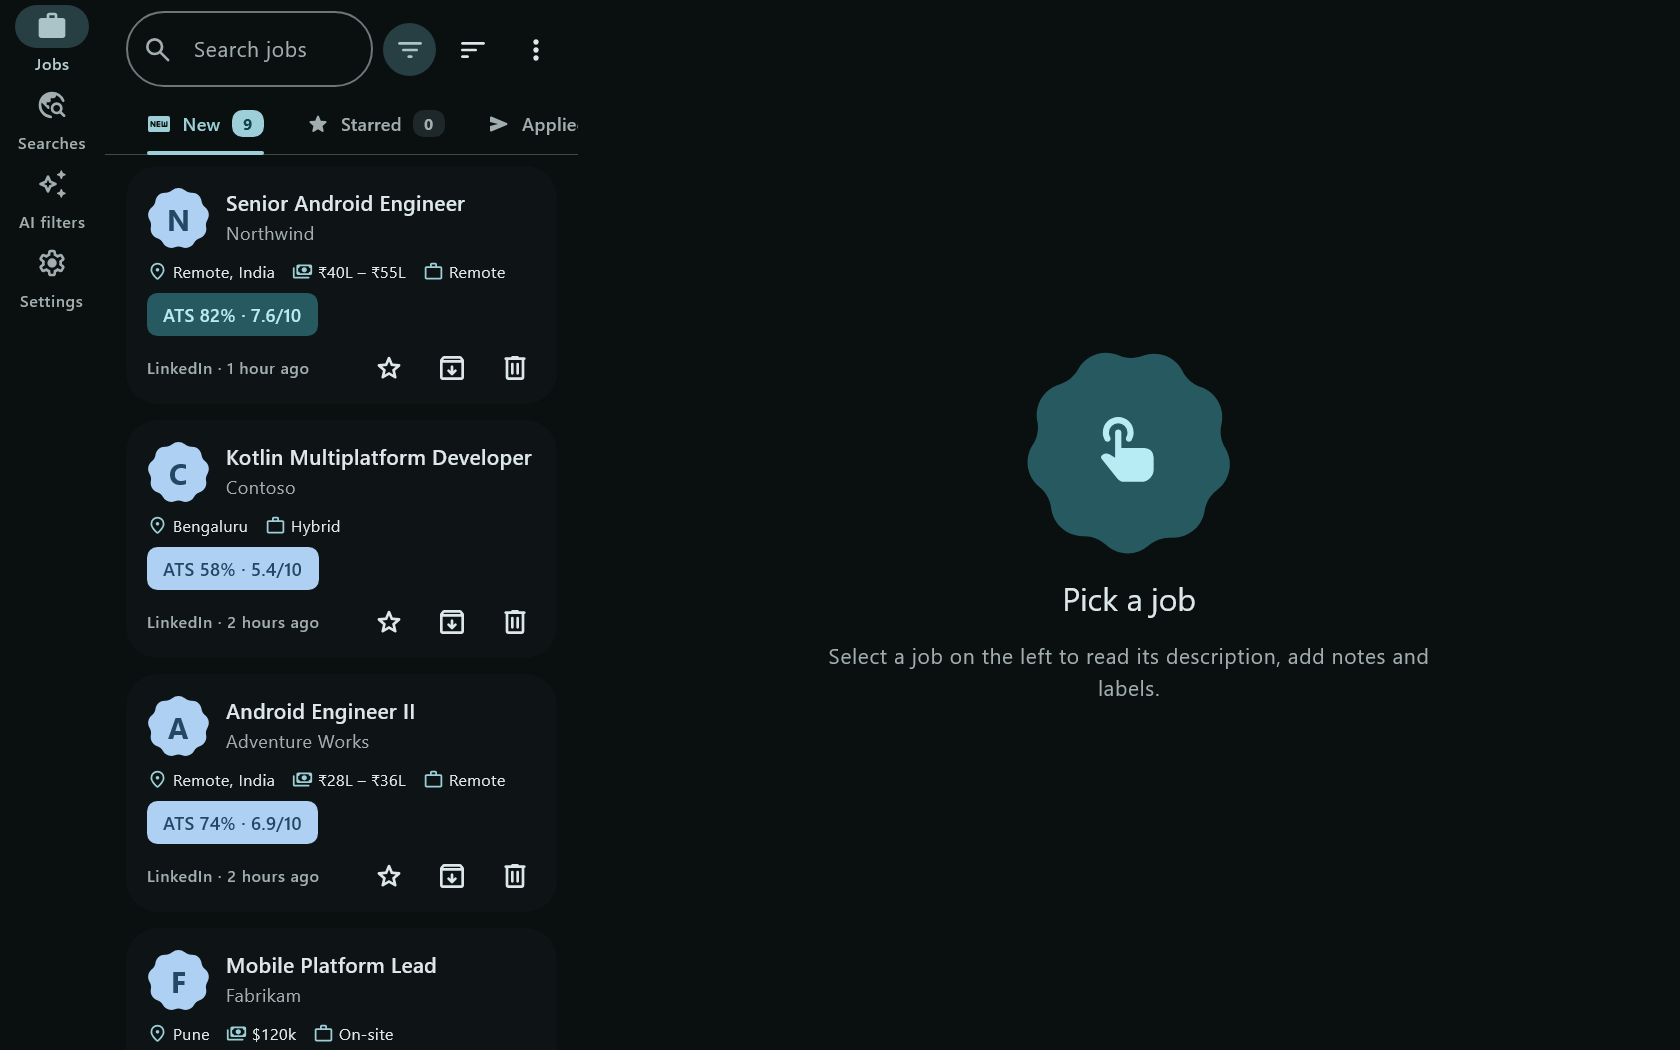 Jobs
Searches
AI filters
Settings
Search jobs
NEW New 9
Starred 0
Applie
N
Senior Android Engineer
Northwind
Remote, India ₹40L – ₹55L Remote
ATS 82% · 7.6/10
LinkedIn · 1 hour ago
C
Kotlin Multiplatform Developer
Contoso
Bengaluru Hybrid
ATS 58% · 5.4/10
LinkedIn · 2 hours ago
A
Android Engineer II
Adventure Works
Remote, India ₹28L – ₹36L Remote
ATS 74% · 6.9/10
LinkedIn · 2 hours ago
F
Mobile Platform Lead
Fabrikam
Pune $120k On-site
Pick a job
Select a job on the left to read its description, add notes and
labels.